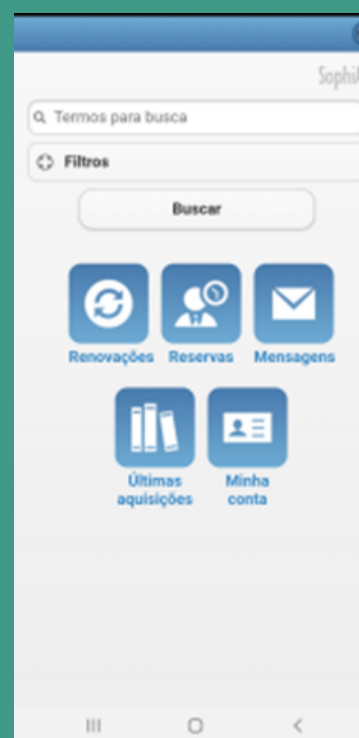 Termos para busca
Filtros
Buscar
Renovações Reservas Mensagens
Últimas aquisições
Minha conta